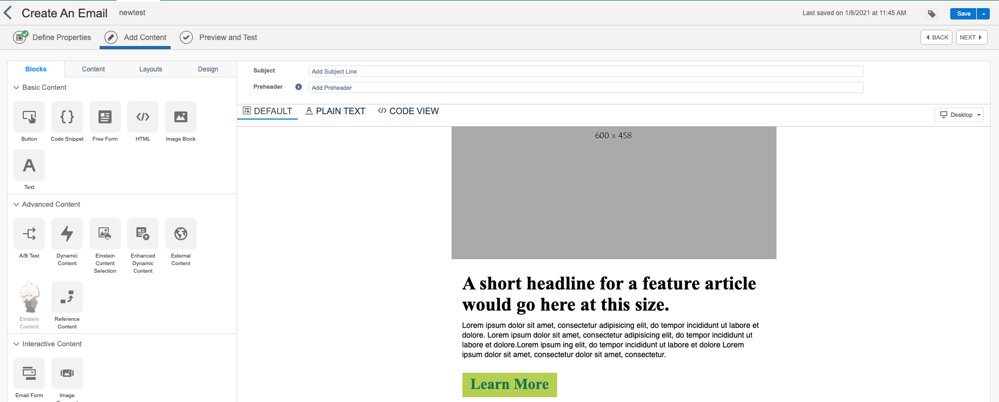 Create An Email newtest Last saved on 1/8/2021 at 11:45 AM Save
Define Properties Add Content Preview and Test BACK NEXT
Blocks Content Layouts Design
Basic Content
Button Code Snippet Free Form HTML Image Block
Text
Advanced Content
A/B Test Dynamic Einstein Enhanced External
Content Content Dynamic Content
Selection Content
Einstein Reference
Content Content
Interactive Content
Email Form Image
Subject Add Subject Line
Preheader Add Preheader
DEFAULT PLAIN TEXT CODE VIEW Desktop
600 x 458
A short headline for a feature article
would go here at this size.
Lorem ipsum dolor sit amet, consectetur adipisicing elit, do tempor incididunt ut labore et
dolore. Lorem ipsum dolor sit amet, consectetur adipisicing elit, do tempor incididunt ut
labore et dolore.Lorem ipsum ing elit, do tempor incididunt ut labore et dolore Lorem
ipsum dolor sit amet, consectetur dolor sit amet, consectetur.
Learn More